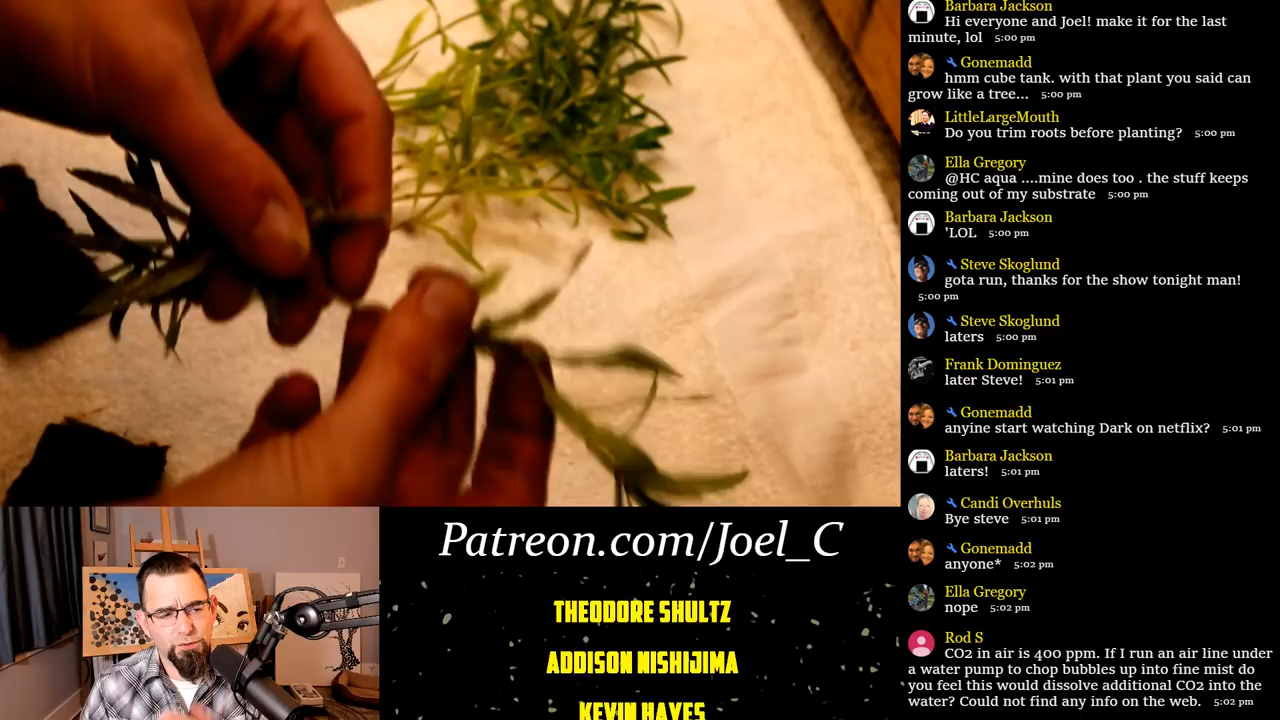 Barbara Jackson
Hi everyone and Joel! make it for the last
minute, lol 5:00 pm
Gonemadd
hmm cube tank. with that plant you said can
grow like a tree... 5:00 pm
LittleLargeMouth
Do you trim roots before planting? 5:00 pm
Ella Gregory
@HC aqua ....mine does too . the stuff keeps
coming out of my substrate 5:00 pm
Barbara Jackson
'LOL 5:00 pm
Steve Skoglund
gota run, thanks for the show tonight man!
5:00 pm
Steve Skoglund
laters 5:00 pm
Frank Dominguez
later Steve! 5:01 pm
Gonemadd
anyine start watching Dark on netflix? 5:01 pm
Barbara Jackson
laters! 5:01 pm
Candi Overhuls
Bye steve 5:01 pm
Gonemadd
anyone* 5:02 pm
Ella Gregory
nope 5:02 pm
Rod S
CO2 in air is 400 ppm. If I run an air line under
a water pump to chop bubbles up into fine mist do
you feel this would dissolve additional CO2 into the
water? Could not find any info on the web. 5:02 pm
Patreon.com/Joel_C
THEODORE SHULTZ
ADDISON NISHIJIMA
KEVIN HAYES